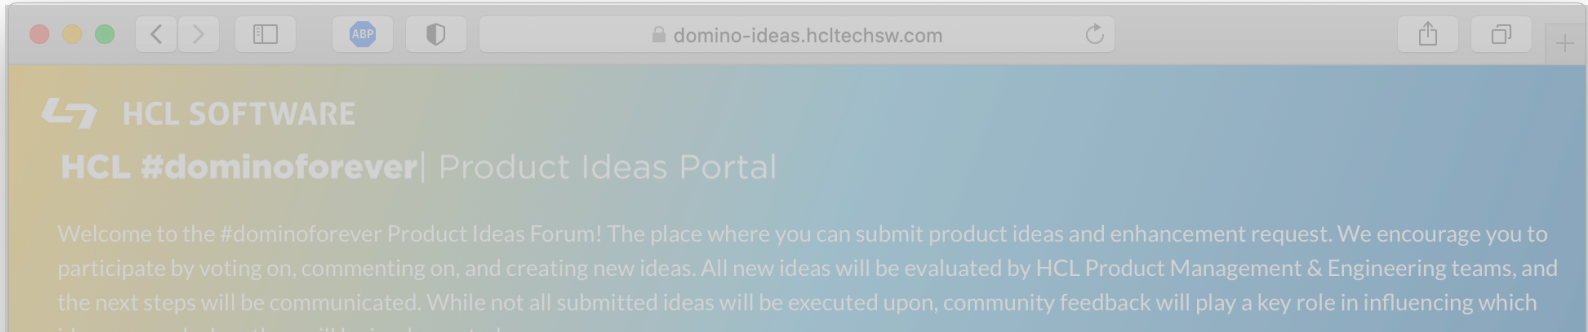 ABP
domino-ideas.hcltechsw.com
HCL SOFTWARE
HCL #dominoforever| Product Ideas Portal
Welcome to the #dominoforever Product Ideas Forum! The place where you can submit product ideas and enhancement request. We encourage you to
participate by voting on, commenting on, and creating new ideas. All new ideas will be evaluated by HCL Product Management & Engineering teams, and
the next steps will be communicated. While not all submitted ideas will be executed upon, community feedback will play a key role in influencing which